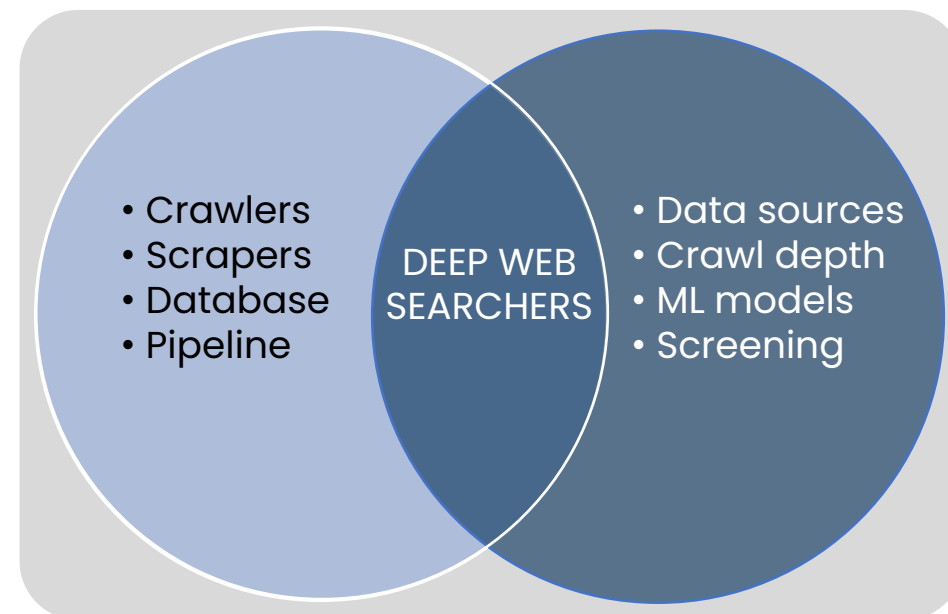 • Crawlers
• Scrapers
• Database
• Pipeline
DEEP WEB
SEARCHERS
• Data sources
• Crawl depth
• ML models
• Screening